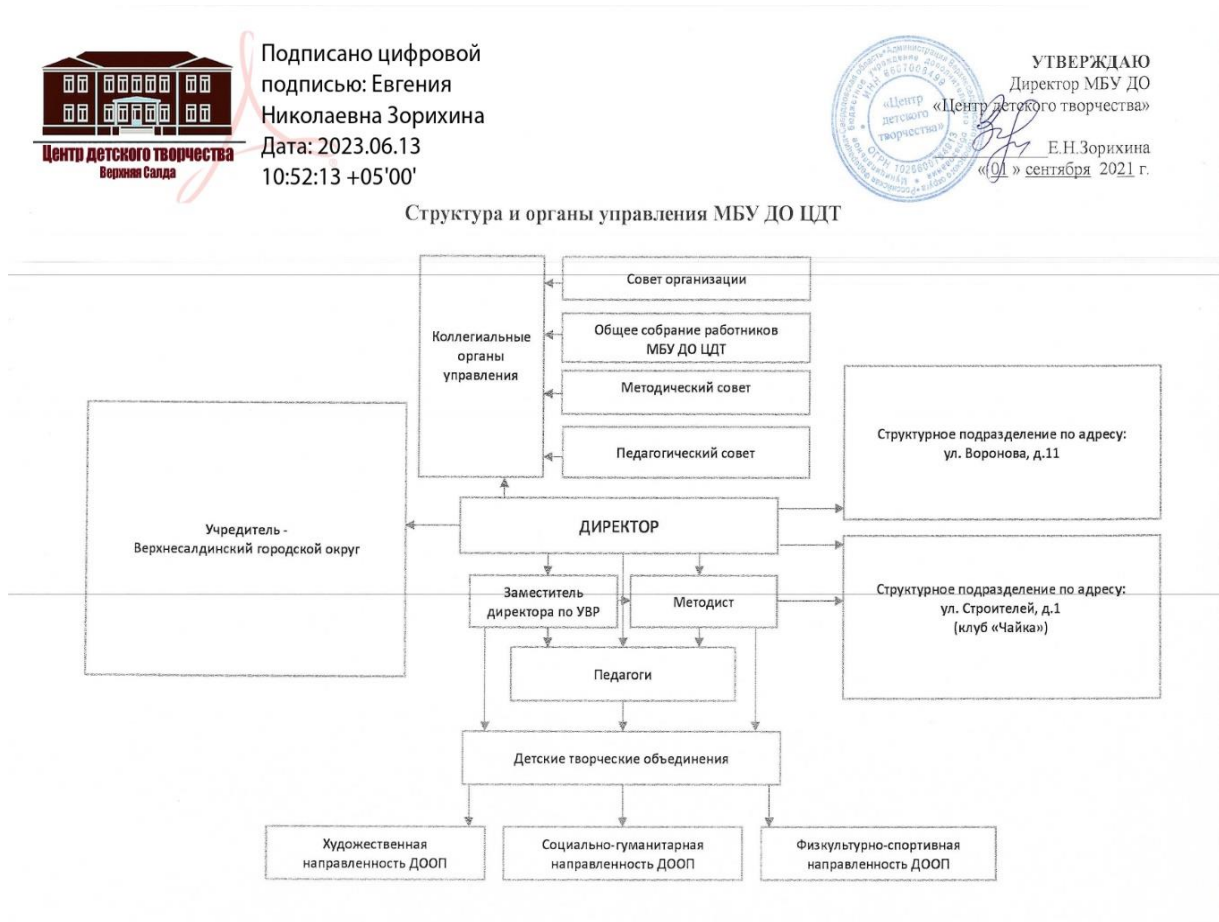 Центр детского творчества
Верхняя Салда
Подписано цифровой
подписью: Евгения
Николаевна Зорихина
Дата: 2023.06.13
10:52:13 +05'00'
«Центр
детского
творчества»
УТВЕРЖДАЮ
Директор МБУ ДО
«Центр детского творчества»
Е.Н.Зорихина
«01» сентября 2021 г.
Структура и органы управления МБУ ДО ЦДТ
Коллегиальные
органы
управления
Совет организации
Общее собрание работников
МБУ ДО ЦДТ
Методический совет
Педагогический совет
Структурное подразделение по адресу:
ул. Воронова, д.11
Учредитель -
Верхнесалдинский городской округ
ДИРЕКТОР
Заместитель
директора по УВР
Методист
Структурное подразделение по адресу:
ул. Строителей, д.1
(клуб «Чайка»)
Педагоги
Детские творческие объединения
Художественная
направленность ДООП
Социально-гуманитарная
направленность ДООП
Физкультурно-спортивная
направленность ДООП